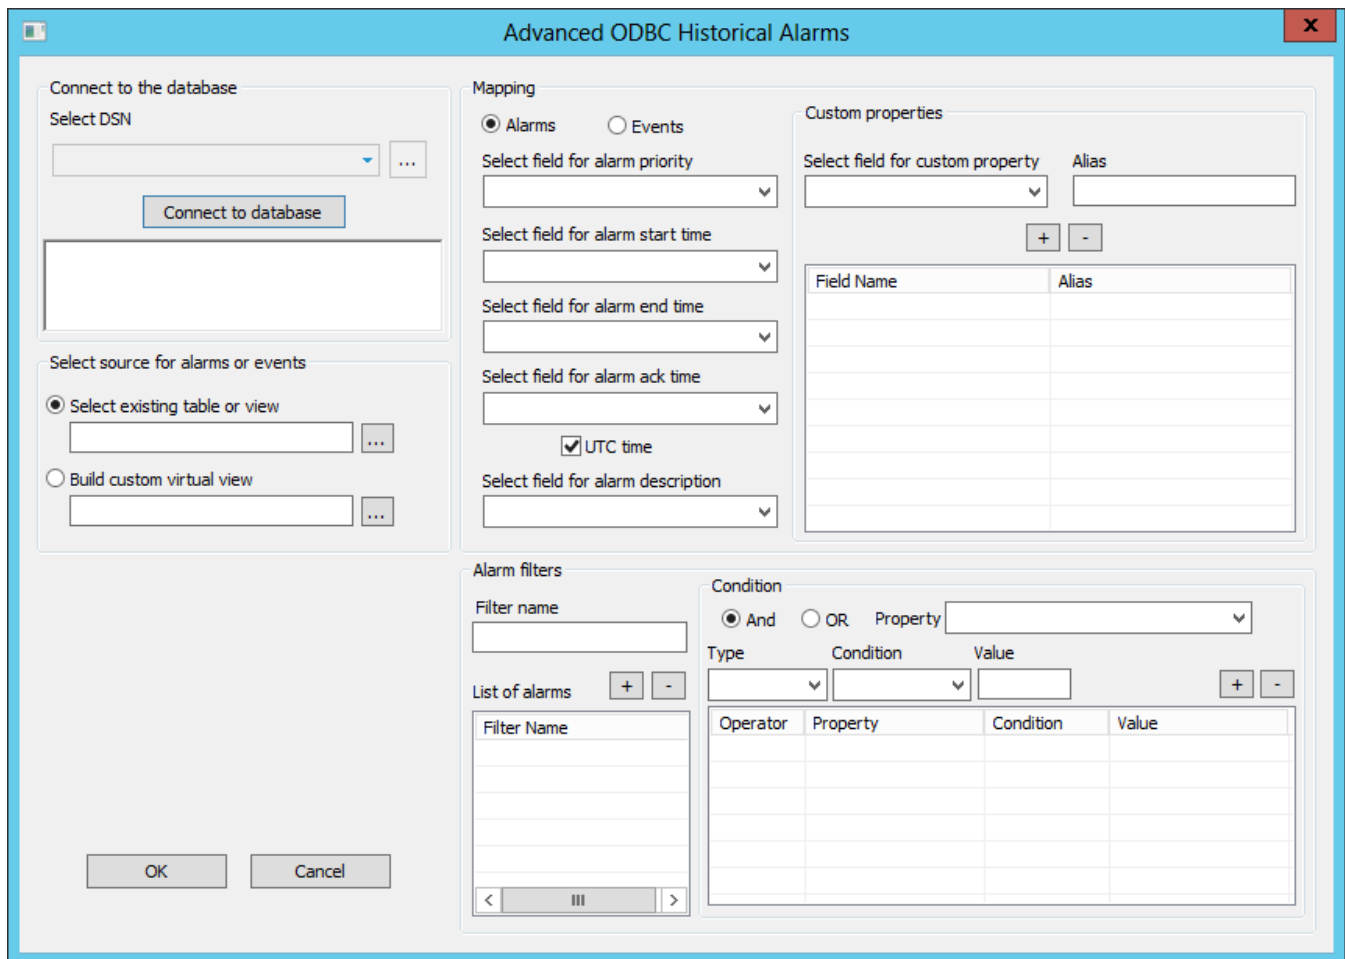 Advanced ODBC Historical Alarms
x
Connect to the database
Select DSN
...
Connect to database
Select source for alarms or events
Select existing table or view
...
Build custom virtual view
...
OK
Cancel
Mapping
Alarms
Events
Select field for alarm priority
Select field for alarm start time
Select field for alarm end time
Select field for alarm ack time
UTC time
Select field for alarm description
Custom properties
Select field for custom property
Alias
+
-
Field Name
Alias
Alarm filters
Filter name
List of alarms
+
-
Filter Name
Condition
And
OR
Property
Type
Condition
Value
+
-
Operator
Property
Condition
Value